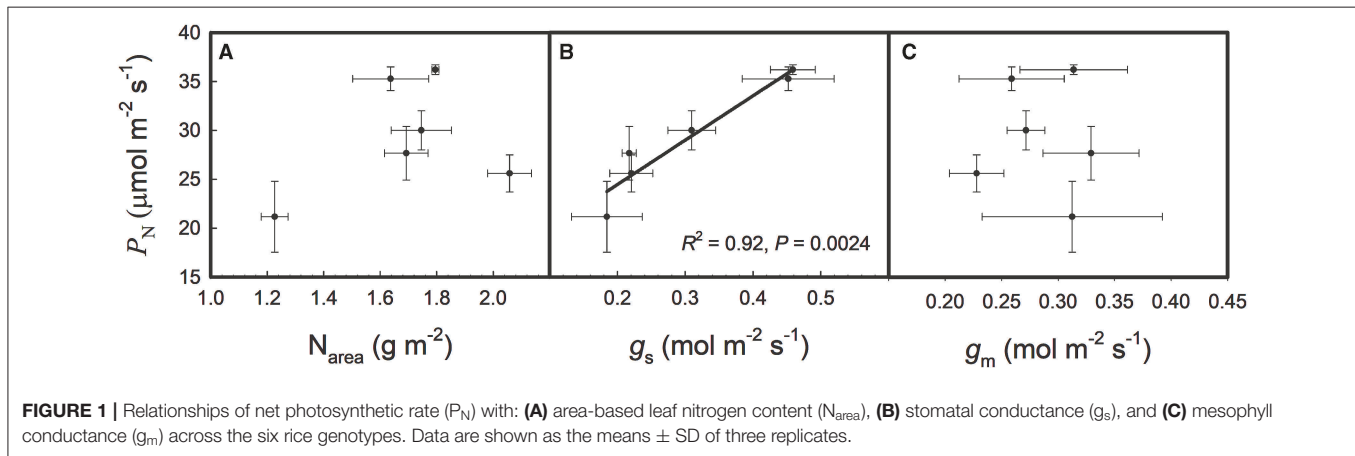 A B C
40
35
30
25
20
15
P_N (μmol m⁻² s⁻¹)
R² = 0.92, P = 0.0024
1.0 1.2 1.4 1.6 1.8 2.0 0.2 0.3 0.4 0.5 0.20 0.25 0.30 0.35 0.40 0.45
N_area (g m⁻²) g_s (mol m⁻² s⁻¹) g_m (mol m⁻² s⁻¹)
FIGURE 1 | Relationships of net photosynthetic rate (P_N) with: (A) area-based leaf nitrogen content (N_area), (B) stomatal conductance (g_s), and (C) mesophyll
conductance (g_m) across the six rice genotypes. Data are shown as the means ± SD of three replicates.